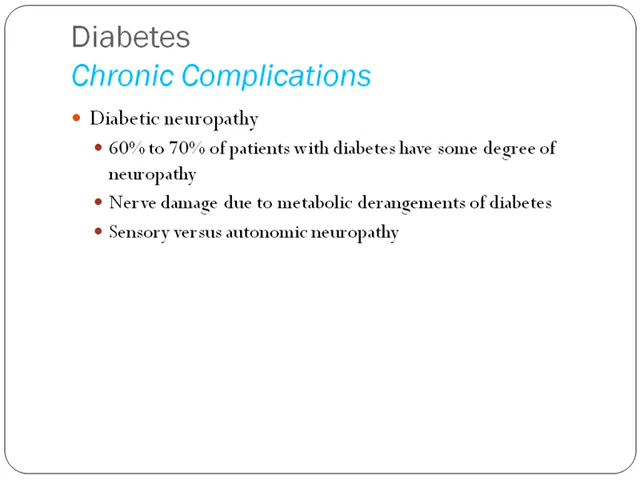 Diabetes
Chronic Complications
• Diabetic neuropathy
• 60% to 70% of patients with diabetes have some degree of
neuropathy
• Nerve damage due to metabolic derangements of diabetes
• Sensory versus autonomic neuropathy